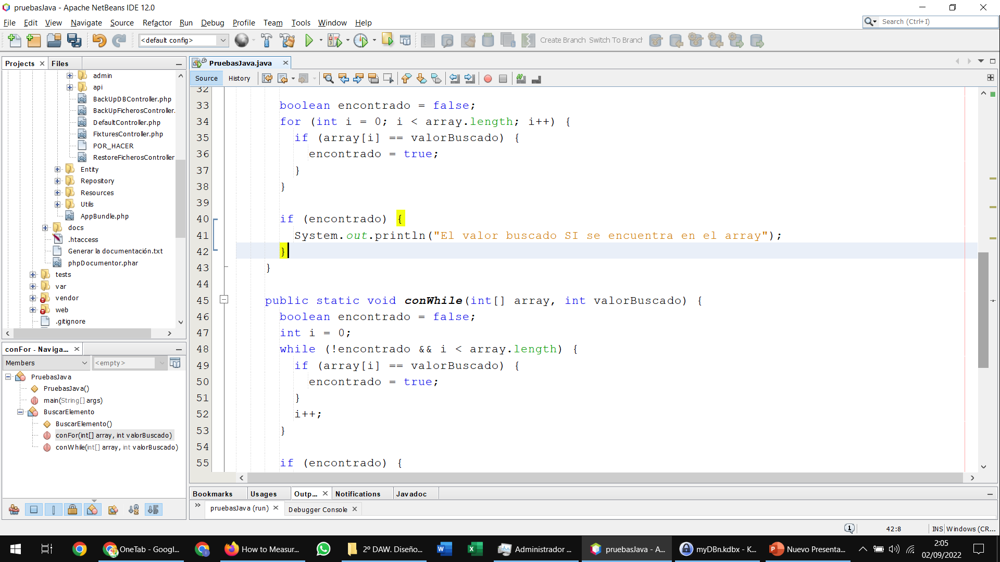 pruebasJava - Apache NetBeans IDE 12.0
File Edit View Navigate Source Refactor Run Debug Profile Team Tools Window Help
Search (Ctrl+I)
<default config>
Create Branch Switch To Branch
Projects Files
admin
api
BackUpDBController.php
BackUpFicherosController.
DefaultController.php
FixturesController.php
POR_HACER
RestoreFicherosController
Entity
Repository
Resources
Utils
AppBundle.php
docs
.htaccess
Generar la documentación.txt
phpDocumentor.phar
tests
var
vendor
web
.gitignore
conFor - Naviga...
Members <empty>
PruebasJava
PruebasJava()
main(String[] args)
BuscarElemento
BuscarElemento()
conFor(int[] array, int valorBuscado)
conWhile(int[] array, int valorBuscado)
PruebasJava.java
Source History
32
33 boolean encontrado = false;
34 for (int i = 0; i < array.length; i++) {
35 if (array[i] == valorBuscado) {
36 encontrado = true;
37 }
38 }
39
40 if (encontrado) {
41 System.out.println("El valor buscado SI se encuentra en el array");
42 }
43 }
44
45 public static void conWhile(int[] array, int valorBuscado) {
46 boolean encontrado = false;
47 int i = 0;
48 while (!encontrado && i < array.length) {
49 if (array[i] == valorBuscado) {
50 encontrado = true;
51 }
52 i++;
53 }
54
55 if (encontrado) {
Bookmarks Usages Outp... Notifications Javadoc
pruebasJava (run) Debugger Console
1 42:8 INS Windows (CR...
OneTab - Googl... How to Measur... 2º DAW. Diseño... Administrador ... pruebasJava - A... myDBn.kdbx - K... Nuevo Presenta...
2:05
02/09/2022